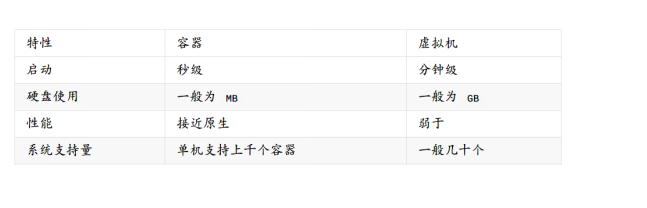 特性 容器 虚拟机
启动 秒级 分钟级
硬盘使用 一般为 MB 一般为 GB
性能 接近原生 弱于
系统支持量 单机支持上千个容器 一般几十个